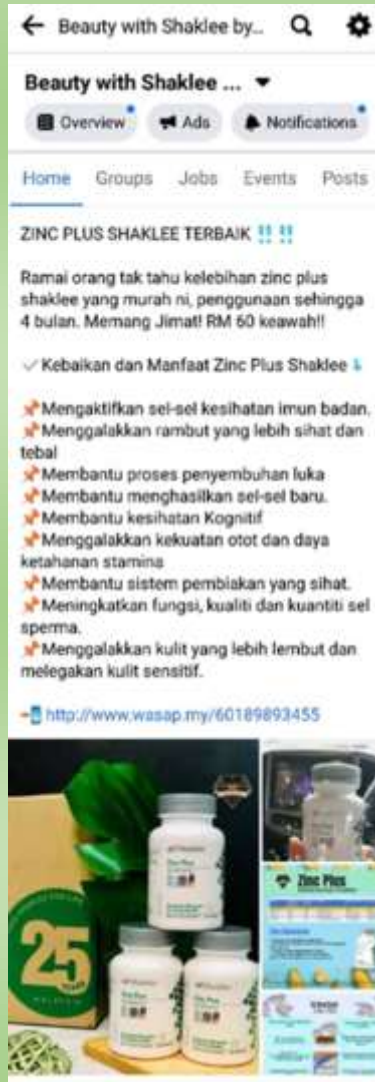 Beauty with Shaklee by...
Beauty with Shaklee ...
Overview
Ads
Notifications
Home Groups Jobs Events Posts
ZINC PLUS SHAKLEE TERBAIK ‼️ ‼️
Ramai orang tak tahu kelebihan zinc plus
shaklee yang murah ni, penggunaan sehingga
4 bulan. Memang Jimat! RM 60 keawah!!
✓ Kebaikan dan Manfaat Zinc Plus Shaklee
📌Mengaktifkan sel-sel kesihatan imun badan.
📌Menggalakkan rambut yang lebih sihat dan
tebal
📌Membantu proses penyembuhan luka
📌Membantu menghasilkan sel-sel baru.
📌Membantu kesihatan Kognitif
📌Menggalakkan kekuatan otot dan daya
ketahanan stamina
📌Membantu sistem pembiakan yang sihat.
📌Meningkatkan fungsi, kualiti dan kuantiti sel
sperma.
📌Menggalakkan kulit yang lebih lembut dan
melegakan kulit sensitif.
http://www.wasap.my/60189893455
25
YEARS
Zinc Plus